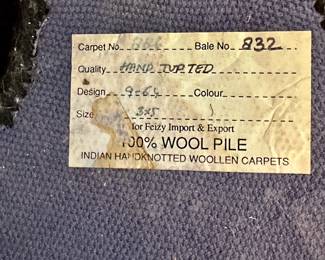 Carpet No. Bale No. 832
Quality HAND TUFTED
Design Colour
Size 3x5
for Feizy Import & Export
100% WOOL PILE
INDIAN HANDKNOTTED WOOLLEN CARPETS